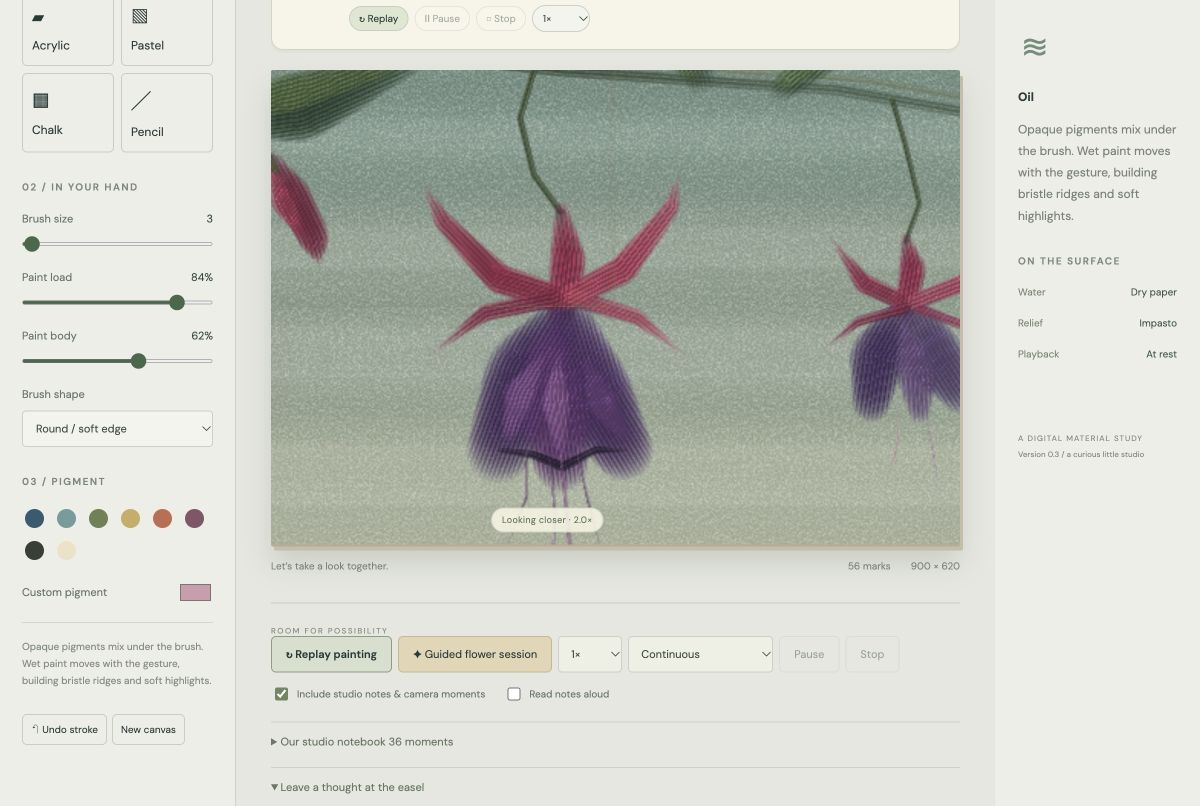 Acrylic
Pastel
Chalk
Pencil
02 / IN YOUR HAND
Brush size 3
Paint load 84%
Paint body 62%
Brush shape
Round / soft edge
03 / PIGMENT
Custom pigment
Opaque pigments mix under the brush.
Wet paint moves with the gesture,
building bristle ridges and soft highlights.
Undo stroke
New canvas
↻ Replay
II Pause
Stop
1×
Looking closer · 2.0×
Let's take a look together.
56 marks
900 × 620
ROOM FOR POSSIBILITY
↻ Replay painting
✦ Guided flower session
1×
Continuous
Pause
Stop
Include studio notes & camera moments
Read notes aloud
▶ Our studio notebook 36 moments
▼ Leave a thought at the easel
Oil
Opaque pigments mix under
the brush. Wet paint moves
with the gesture, building
bristle ridges and soft
highlights.
ON THE SURFACE
Water Dry paper
Relief Impasto
Playback At rest
A DIGITAL MATERIAL STUDY
Version 0.3 / a curious little studio